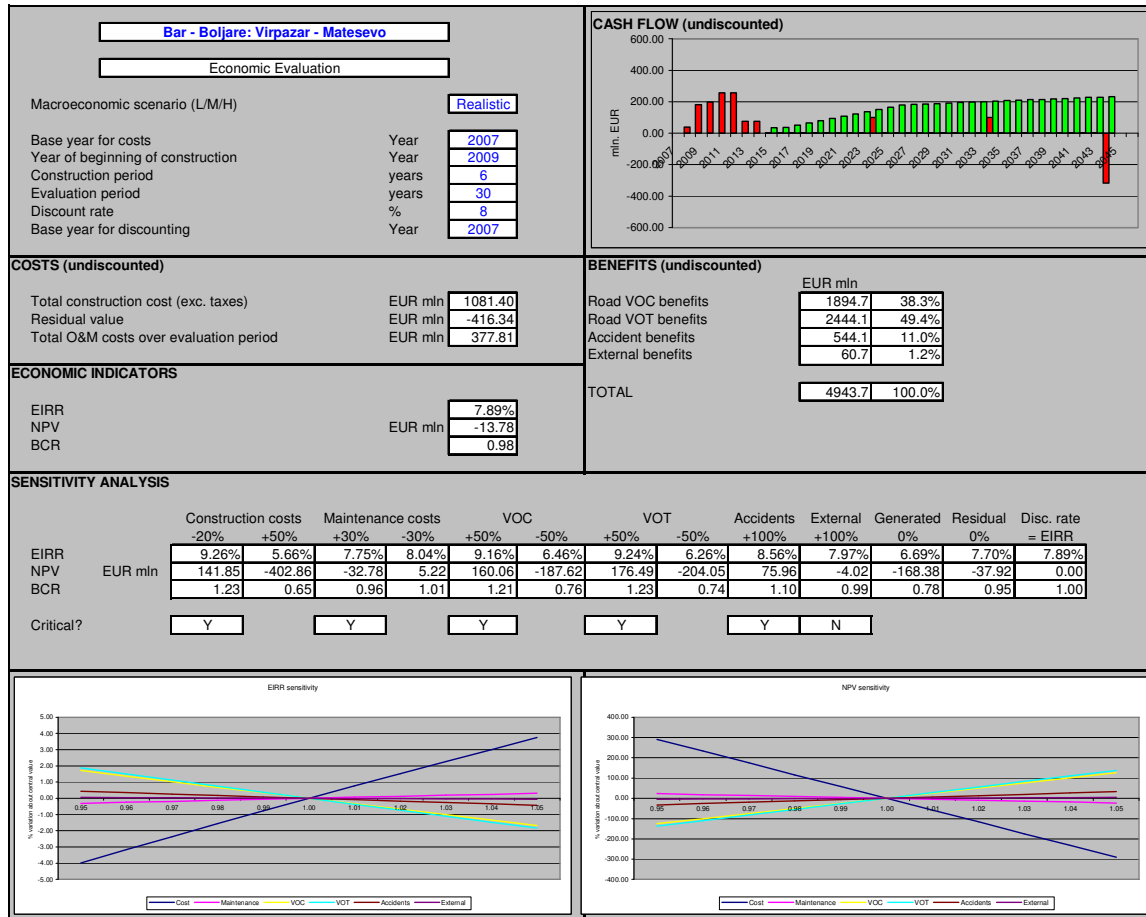 Bar - Boljare: Virpazar - Matesevo
Economic Evaluation
Macroeconomic scenario (L/M/H) Realistic
Base year for costs Year 2007
Year of beginning of construction Year 2009
Construction period years 6
Evaluation period years 30
Discount rate % 8
Base year for discounting Year 2007
CASH FLOW (undiscounted)
mln. EUR
600.00
400.00
200.00
0.00
-200.00
-400.00
-600.00
2007 2009 2011 2013 2015 2017 2019 2021 2023 2025 2027 2029 2031 2033 2035 2037 2039 2041 2043 2045
COSTS (undiscounted)
Total construction cost (exc. taxes) EUR mln 1081.40
Residual value EUR mln -416.34
Total O&M costs over evaluation period EUR mln 377.81
BENEFITS (undiscounted)
EUR mln
Road VOC benefits 1894.7 38.3%
Road VOT benefits 2444.1 49.4%
Accident benefits 544.1 11.0%
External benefits 60.7 1.2%
TOTAL 4943.7 100.0%
ECONOMIC INDICATORS
EIRR 7.89%
NPV EUR mln -13.78
BCR 0.98
SENSITIVITY ANALYSIS
Construction costs Maintenance costs VOC VOT Accidents External Generated Residual Disc. rate
-20% +50% +30% -30% +50% -50% +50% -50% +100% +100% 0% 0% = EIRR
EIRR 9.26% 5.66% 7.75% 8.04% 9.16% 6.46% 9.24% 6.26% 8.56% 7.97% 6.69% 7.70% 7.89%
NPV EUR mln 141.85 -402.86 -32.78 5.22 160.06 -187.62 176.49 -204.05 75.96 -4.02 -168.38 -37.92 0.00
BCR 1.23 0.65 0.96 1.01 1.21 0.76 1.23 0.74 1.10 0.99 0.78 0.95 1.00
Critical? Y Y Y Y Y N
EIRR sensitivity
% variation about central value
5.00
4.00
3.00
2.00
1.00
0.00
-1.00
-2.00
-3.00
-4.00
-5.00
0.95 0.96 0.97 0.98 0.99 1.00 1.01 1.02 1.03 1.04 1.05
Cost Maintenance VOC VOT Accidents External
NPV sensitivity
% variation about central value
400.00
300.00
200.00
100.00
0.00
-100.00
-200.00
-300.00
-400.00
0.95 0.96 0.97 0.98 0.99 1.00 1.01 1.02 1.03 1.04 1.05
Cost Maintenance VOC VOT Accidents External